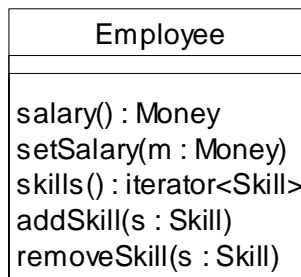 Employee
salary() : Money
setSalary(m : Money)
skills() : iterator<Skill>
addSkill(s : Skill)
removeSkill(s : Skill)